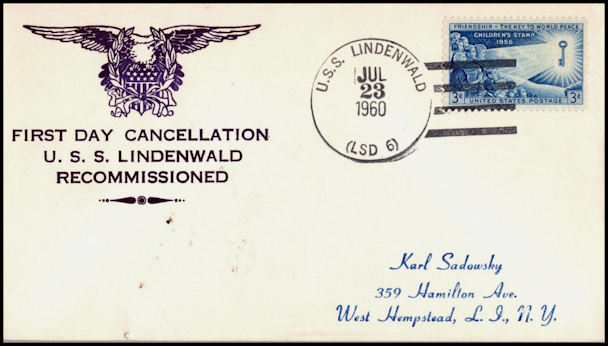 FIRST DAY CANCELLATION
U. S. S. LINDENWALD
RECOMMISSIONED
U.S.S. LINDENWALD
JUL
23
1960
(LSD 6)
FRIENDSHIP - THE KEY TO WORLD PEACE
CHILDREN'S STAMP
1956
3¢ UNITED STATES POSTAGE 3¢
Karl Sadowsky
359 Hamilton Ave.
West Hempstead, L. I., N. Y.